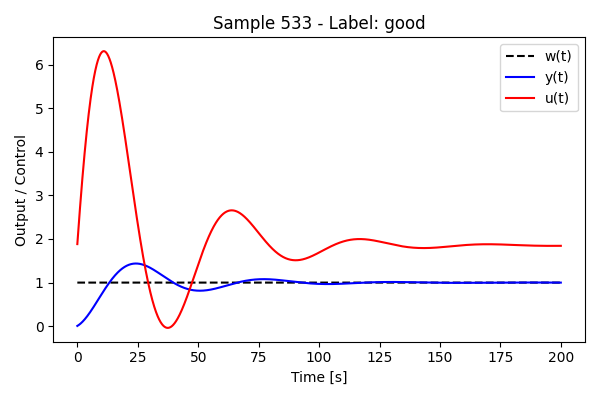 Sample 533 - Label: good
w(t)
y(t)
u(t)
Output / Control
6
5
4
3
2
1
0
0 25 50 75 100 125 150 175 200
Time [s]